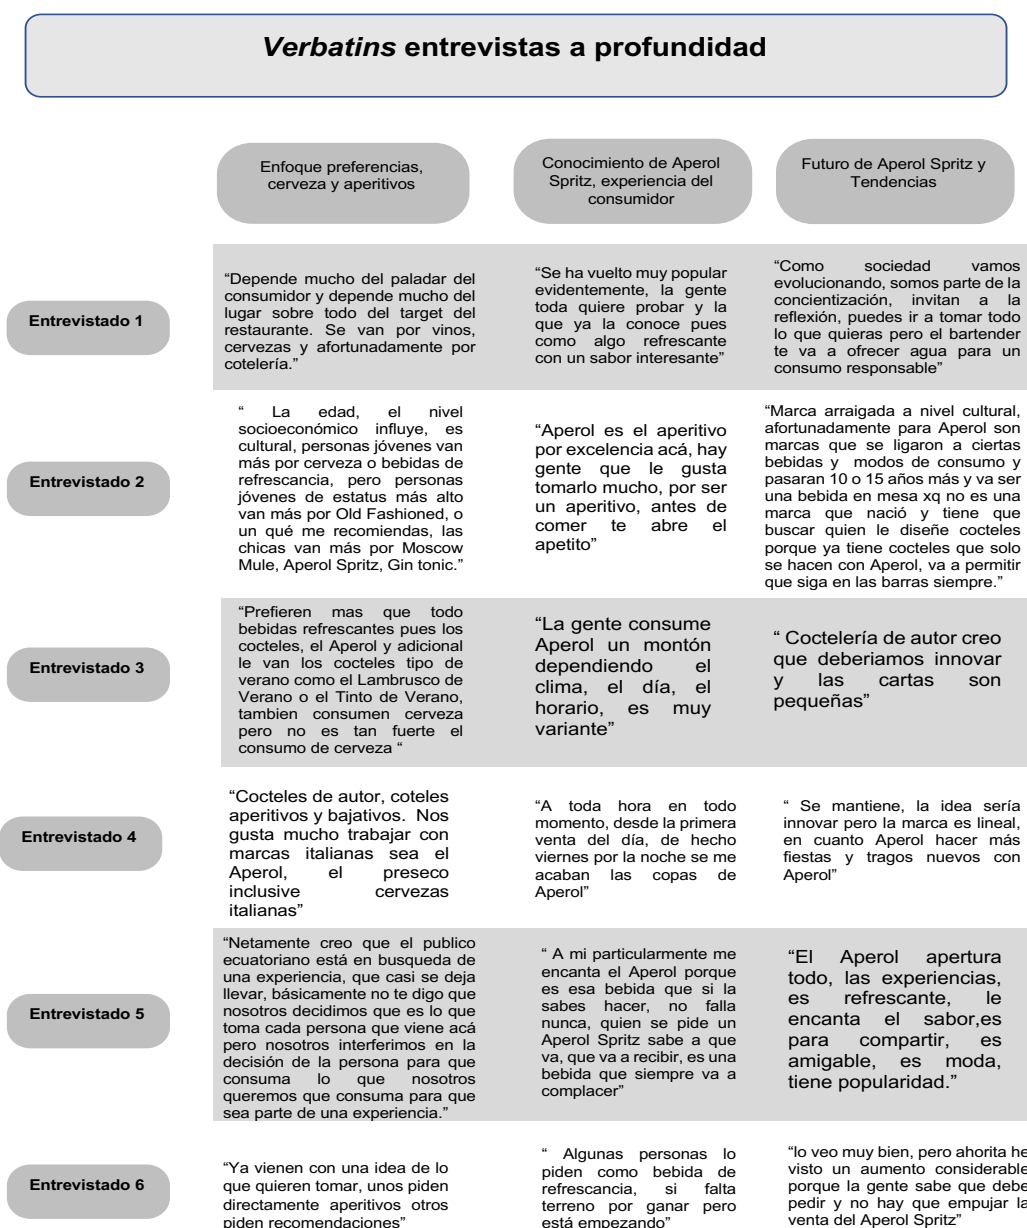 Verbatins entrevistas a profundidad
Enfoque preferencias,
cerveza y aperitivos
Conocimiento de Aperol
Spritz, experiencia del
consumidor
Futuro de Aperol Spritz y
Tendencias
Entrevistado 1
“Depende mucho del paladar del
consumidor y depende mucho del
lugar sobre todo del target del
restaurante. Se van por vinos,
cervezas y afortunadamente por
cotelería.”
“Se ha vuelto muy popular
evidentemente, la gente
toda quiere probar y la
que ya la conoce pues
como algo refrescante
con un sabor interesante”
“Como sociedad vamos
evolucionando, somos parte de la
concientización, invitan a la
reflexión, puedes ir a tomar todo
lo que quieras pero el bartender
te va a ofrecer agua para un
consumo responsable”
Entrevistado 2
“ La edad, el nivel
socioeconómico influye, es
cultural, personas jóvenes van
más por cerveza o bebidas de
refrescancia, pero personas
jóvenes de estatus más alto
van más por Old Fashioned, o
un qué me recomiendas, las
chicas van más por Moscow
Mule, Aperol Spritz, Gin tonic.”
“Aperol es el aperitivo
por excelencia acá, hay
gente que le gusta
tomarlo mucho, por ser
un aperitivo, antes de
comer te abre el
apetito”
“Marca arraigada a nivel cultural,
afortunadamente para Aperol son
marcas que se ligaron a ciertas
bebidas y modos de consumo y
pasaran 10 o 15 años más y va ser
una bebida en mesa xq no es una
marca que nació y tiene que
buscar quien le diseñe cocteles
porque ya tiene cocteles que solo
se hacen con Aperol, va a permitir
que siga en las barras siempre.”
Entrevistado 3
“Prefieren mas que todo
bebidas refrescantes pues los
cocteles, el Aperol y adicional
le van los cocteles tipo de
verano como el Lambrusco de
Verano o el Tinto de Verano,
tambien consumen cerveza
pero no es tan fuerte el
consumo de cerveza “
“La gente consume
Aperol un montón
dependiendo el
clima, el día, el
horario, es muy
variante”
“ Coctelería de autor creo
que deberiamos innovar
y las cartas son
pequeñas”
Entrevistado 4
“Cocteles de autor, coteles
aperitivos y bajativos. Nos
gusta mucho trabajar con
marcas italianas sea el
Aperol, el preseco
inclusive cervezas
italianas”
“A toda hora en todo
momento, desde la primera
venta del día, de hecho
viernes por la noche se me
acaban las copas de
Aperol”
“ Se mantiene, la idea sería
innovar pero la marca es lineal,
en cuanto Aperol hacer más
fiestas y tragos nuevos con
Aperol”
Entrevistado 5
“Netamente creo que el publico
ecuatoriano está en busqueda de
una experiencia, que casi se deja
llevar, básicamente no te digo que
nosotros decidimos que es lo que
toma cada persona que viene acá
pero nosotros interferimos en la
decisión de la persona para que
consuma lo que nosotros
queremos que consuma para que
sea parte de una experiencia.”
“ A mi particularmente me
encanta el Aperol porque
es esa bebida que si la
sabes hacer, no falla
nunca, quien se pide un
Aperol Spritz sabe a que
va, que va a recibir, es una
bebida que siempre va a
complacer”
“El Aperol apertura
todo, las experiencias,
es refrescante, le
encanta el sabor,es
para compartir, es
amigable, es moda,
tiene popularidad.”
Entrevistado 6
“Ya vienen con una idea de lo
que quieren tomar, unos piden
directamente aperitivos otros
piden recomendaciones”
“ Algunas personas lo
piden como bebida de
refrescancia, si falta
terreno por ganar pero
está empezando”
“lo veo muy bien, pero ahorita he
visto un aumento considerable
porque la gente sabe que debe
pedir y no hay que empujar la
venta del Aperol Spritz”